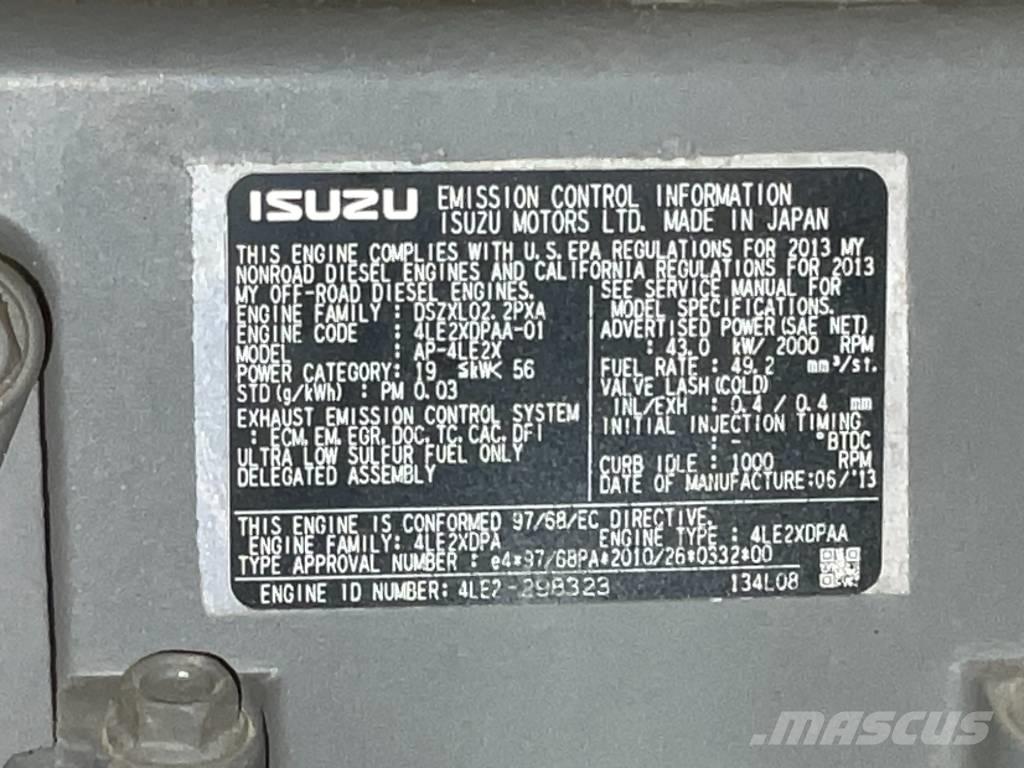 ISUZU EMISSION CONTROL INFORMATION
ISUZU MOTORS LTD. MADE IN JAPAN
THIS ENGINE COMPLIES WITH U.S. EPA REGULATIONS FOR 2013 MY
NONROAD DIESEL ENGINES AND CALIFORNIA REGULATIONS FOR 2013
MY OFF-ROAD DIESEL ENGINES.
ENGINE FAMILY : DSZXL02.2PXA
ENGINE CODE : 4LE2XDPAA-01
MODEL : AP-4LE2X
POWER CATEGORY: 19 ≤kW< 56
STD (g/kWh) : PM 0.03
EXHAUST EMISSION CONTROL SYSTEM
: ECM, EM, EGR, DOC, TC, CAC, DFI
ULTRA LOW SULFUR FUEL ONLY
DELEGATED ASSEMBLY
SEE SERVICE MANUAL FOR
MODEL SPECIFICATIONS.
ADVERTISED POWER (SAE NET)
: 43.0 kW/ 2000 RPM
FUEL RATE : 49.2 mm³/st.
VALVE LASH (COLD)
INL/EXH : 0.4 / 0.4 mm
INITIAL INJECTION TIMING
: - °BTDC
CURB IDLE : 1000 RPM
DATE OF MANUFACTURE:06/'13
THIS ENGINE IS CONFORMED 97/68/EC DIRECTIVE.
ENGINE FAMILY: 4LE2XDPA ENGINE TYPE : 4LE2XDPAA
TYPE APPROVAL NUMBER : e4*97/68PA*2010/26*0332*00
ENGINE ID NUMBER: 4LE2-298323 134L08
MASCUS